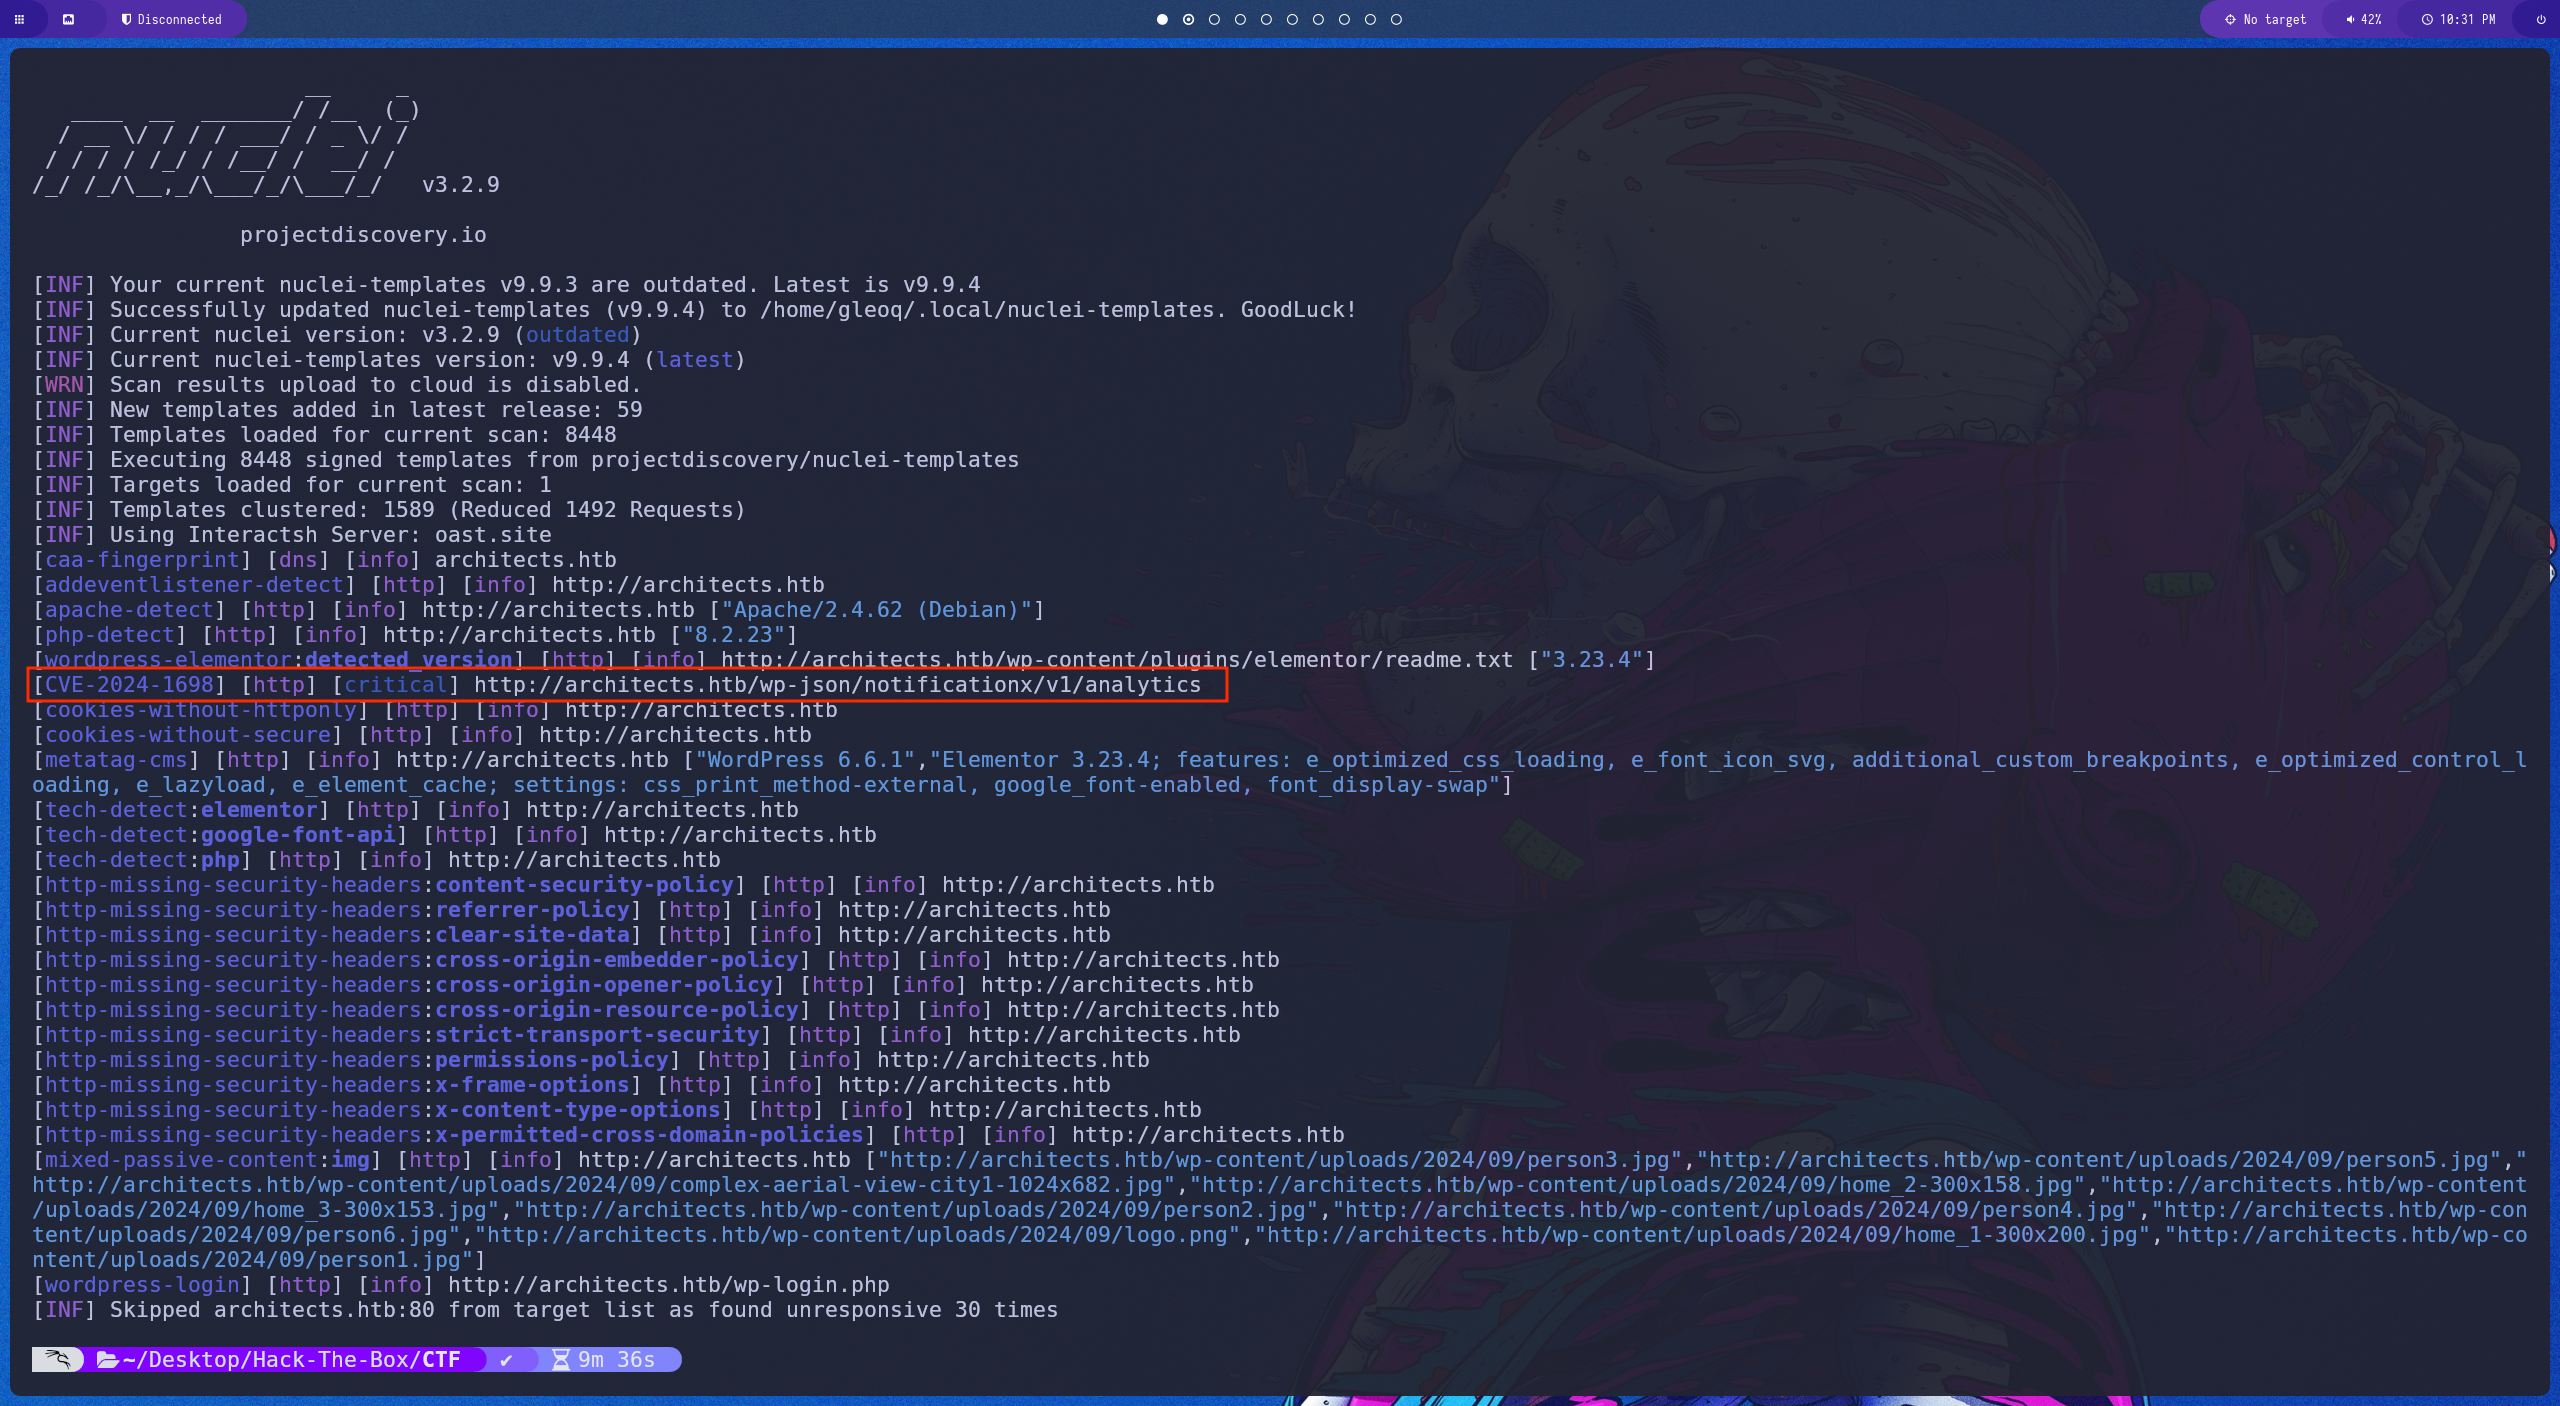 Disconnected
No target
42%
10:31 PM
v3.2.9
projectdiscovery.io
[INF] Your current nuclei-templates v9.9.3 are outdated. Latest is v9.9.4
[INF] Successfully updated nuclei-templates (v9.9.4) to /home/gleoq/.local/nuclei-templates. GoodLuck!
[INF] Current nuclei version: v3.2.9 (outdated)
[INF] Current nuclei-templates version: v9.9.4 (latest)
[WRN] Scan results upload to cloud is disabled.
[INF] New templates added in latest release: 59
[INF] Templates loaded for current scan: 8448
[INF] Executing 8448 signed templates from projectdiscovery/nuclei-templates
[INF] Targets loaded for current scan: 1
[INF] Templates clustered: 1589 (Reduced 1492 Requests)
[INF] Using Interactsh Server: oast.site
[caa-fingerprint] [dns] [info] architects.htb
[addeventlistener-detect] [http] [info] http://architects.htb
[apache-detect] [http] [info] http://architects.htb ["Apache/2.4.62 (Debian)"]
[php-detect] [http] [info] http://architects.htb ["8.2.23"]
[wordpress-elementor:detected_version] [http] [info] http://architects.htb/wp-content/plugins/elementor/readme.txt ["3.23.4"]
[CVE-2024-1698] [http] [critical] http://architects.htb/wp-json/notificationx/v1/analytics
[cookies-without-httponly] [http] [info] http://architects.htb
[cookies-without-secure] [http] [info] http://architects.htb
[metatag-cms] [http] [info] http://architects.htb ["WordPress 6.6.1","Elementor 3.23.4; features: e_optimized_css_loading, e_font_icon_svg, additional_custom_breakpoints, e_optimized_control_l
oading, e_lazyload, e_element_cache; settings: css_print_method-external, google_font-enabled, font_display-swap"]
[tech-detect:elementor] [http] [info] http://architects.htb
[tech-detect:google-font-api] [http] [info] http://architects.htb
[tech-detect:php] [http] [info] http://architects.htb
[http-missing-security-headers:content-security-policy] [http] [info] http://architects.htb
[http-missing-security-headers:referrer-policy] [http] [info] http://architects.htb
[http-missing-security-headers:clear-site-data] [http] [info] http://architects.htb
[http-missing-security-headers:cross-origin-embedder-policy] [http] [info] http://architects.htb
[http-missing-security-headers:cross-origin-opener-policy] [http] [info] http://architects.htb
[http-missing-security-headers:cross-origin-resource-policy] [http] [info] http://architects.htb
[http-missing-security-headers:strict-transport-security] [http] [info] http://architects.htb
[http-missing-security-headers:permissions-policy] [http] [info] http://architects.htb
[http-missing-security-headers:x-frame-options] [http] [info] http://architects.htb
[http-missing-security-headers:x-content-type-options] [http] [info] http://architects.htb
[http-missing-security-headers:x-permitted-cross-domain-policies] [http] [info] http://architects.htb
[mixed-passive-content:img] [http] [info] http://architects.htb ["http://architects.htb/wp-content/uploads/2024/09/person3.jpg","http://architects.htb/wp-content/uploads/2024/09/person5.jpg","
http://architects.htb/wp-content/uploads/2024/09/complex-aerial-view-city1-1024x682.jpg","http://architects.htb/wp-content/uploads/2024/09/home_2-300x158.jpg","http://architects.htb/wp-content
/uploads/2024/09/home_3-300x153.jpg","http://architects.htb/wp-content/uploads/2024/09/person2.jpg","http://architects.htb/wp-content/uploads/2024/09/person4.jpg","http://architects.htb/wp-con
tent/uploads/2024/09/person6.jpg","http://architects.htb/wp-content/uploads/2024/09/logo.png","http://architects.htb/wp-content/uploads/2024/09/home_1-300x200.jpg","http://architects.htb/wp-co
ntent/uploads/2024/09/person1.jpg"]
[wordpress-login] [http] [info] http://architects.htb/wp-login.php
[INF] Skipped architects.htb:80 from target list as found unresponsive 30 times
~/Desktop/Hack-The-Box/CTF ✔ 9m 36s